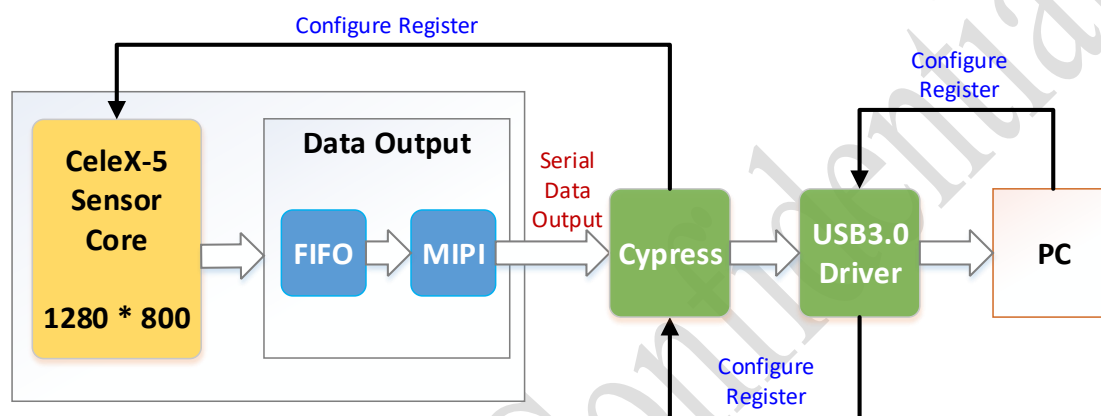 Configure Register
Configure
Register
CeleX-5
Sensor
Core
1280 * 800
Data Output
FIFO
MIPI
Serial
Data
Output
Cypress
USB3.0
Driver
PC
Configure
Register
Confidential